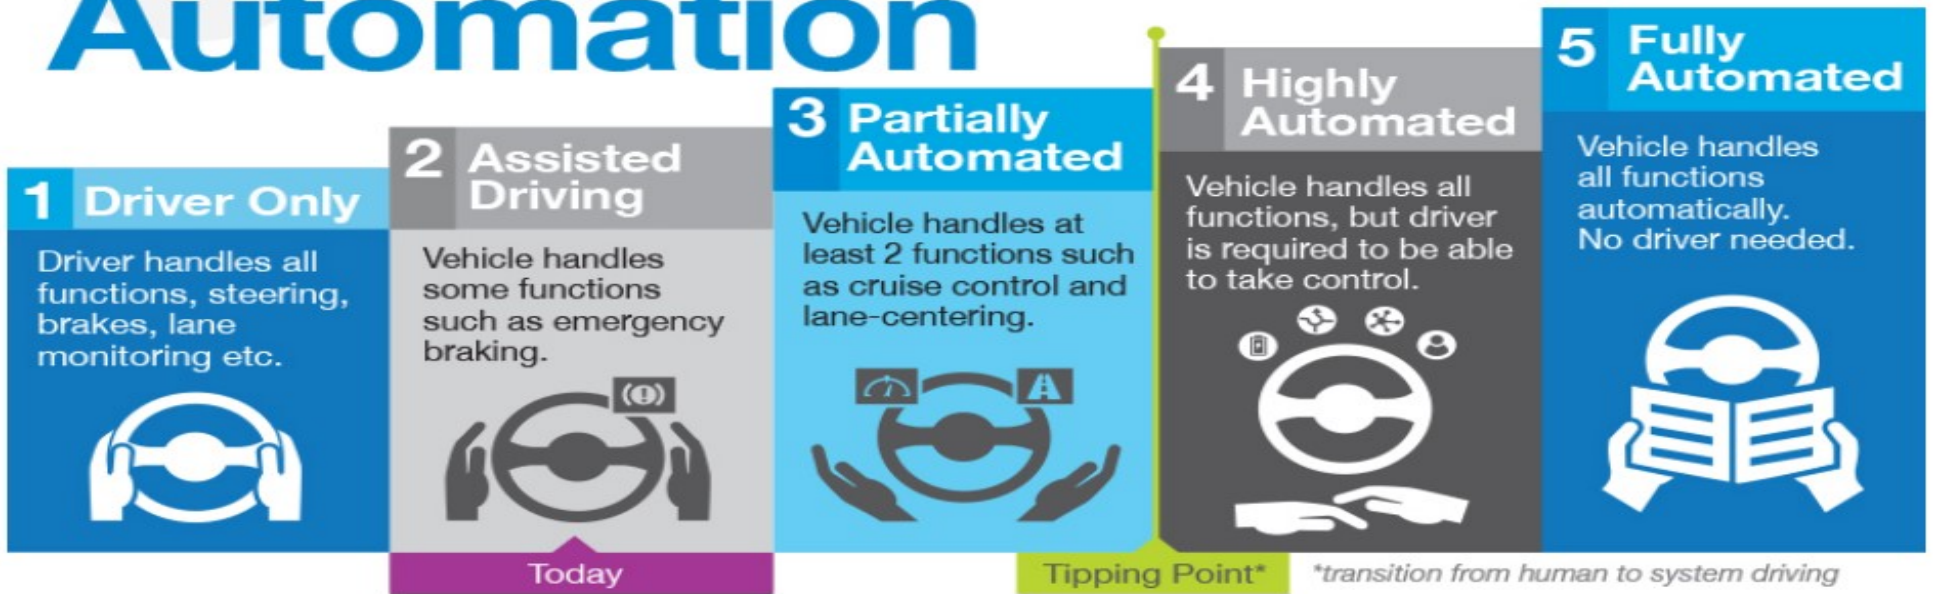 Automation
1 Driver Only
Driver handles all
functions, steering,
brakes, lane
monitoring etc.
2 Assisted
Driving
Vehicle handles
some functions
such as emergency
braking.
Today
3 Partially
Automated
Vehicle handles at
least 2 functions such
as cruise control and
lane-centering.
Tipping Point*
4 Highly
Automated
Vehicle handles all
functions, but driver
is required to be able
to take control.
5 Fully
Automated
Vehicle handles
all functions
automatically.
No driver needed.
*transition from human to system driving